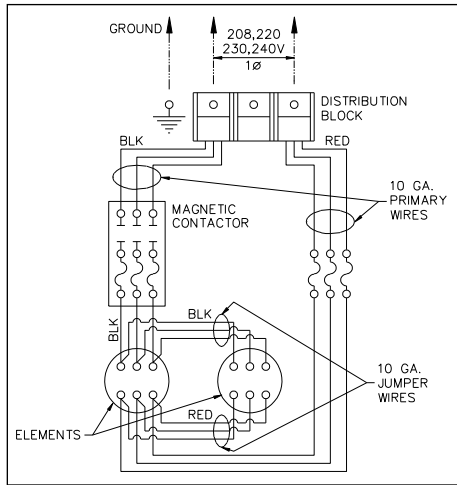 GROUND
208,220
230,240V
1Ø
DISTRIBUTION
BLOCK
BLK
RED
10 GA.
PRIMARY
WIRES
MAGNETIC
CONTACTOR
BLK
BLK
10 GA.
JUMPER
WIRES
RED
ELEMENTS